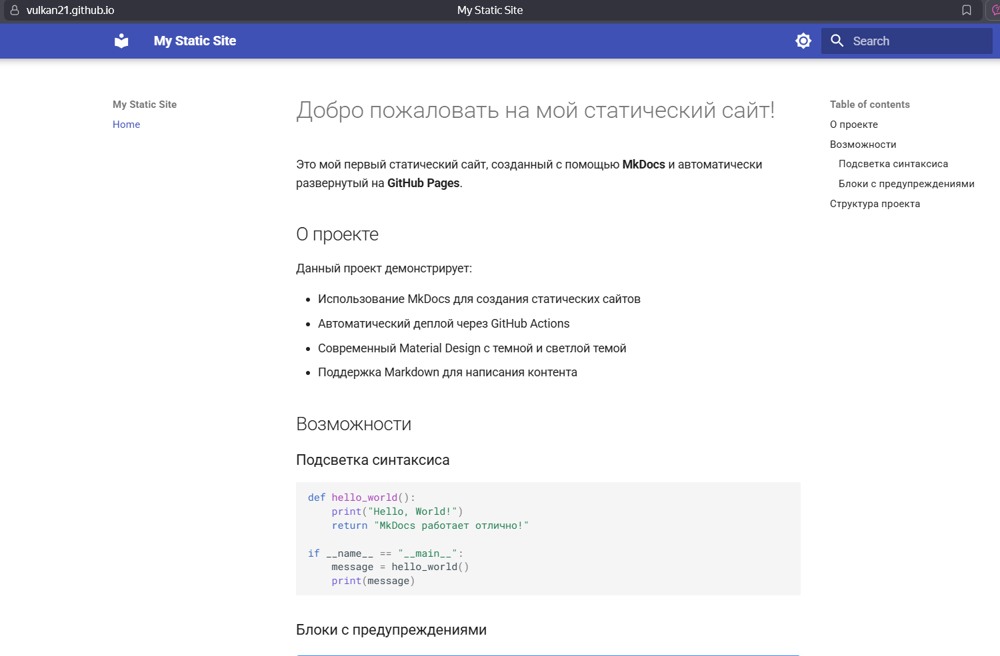 vulkan21.github.io
My Static Site
My Static Site
Search
My Static Site
Home
Добро пожаловать на мой статический сайт!
Это мой первый статический сайт, созданный с помощью MkDocs и автоматически
развернутый на GitHub Pages.
О проекте
Данный проект демонстрирует:
Использование MkDocs для создания статических сайтов
Автоматический деплой через GitHub Actions
Современный Material Design с темной и светлой темой
Поддержка Markdown для написания контента
Возможности
Подсветка синтаксиса
def hello_world():
    print("Hello, World!")
    return "MkDocs работает отлично!"
if __name__ == "__main__":
    message = hello_world()
    print(message)
Блоки с предупреждениями
Table of contents
О проекте
Возможности
Подсветка синтаксиса
Блоки с предупреждениями
Структура проекта